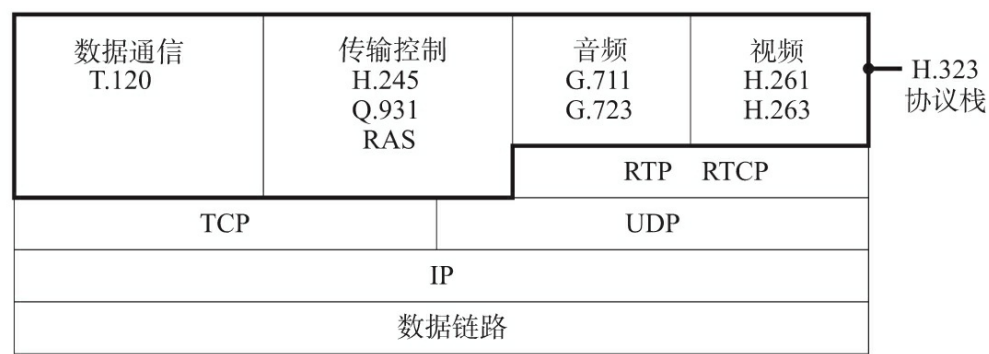 数据通信
T.120
传输控制
H.245
Q.931
RAS
音频
G.711
G.723
视频
H.261
H.263
H.323
协议栈
RTP RTCP
TCP
UDP
IP
数据链路